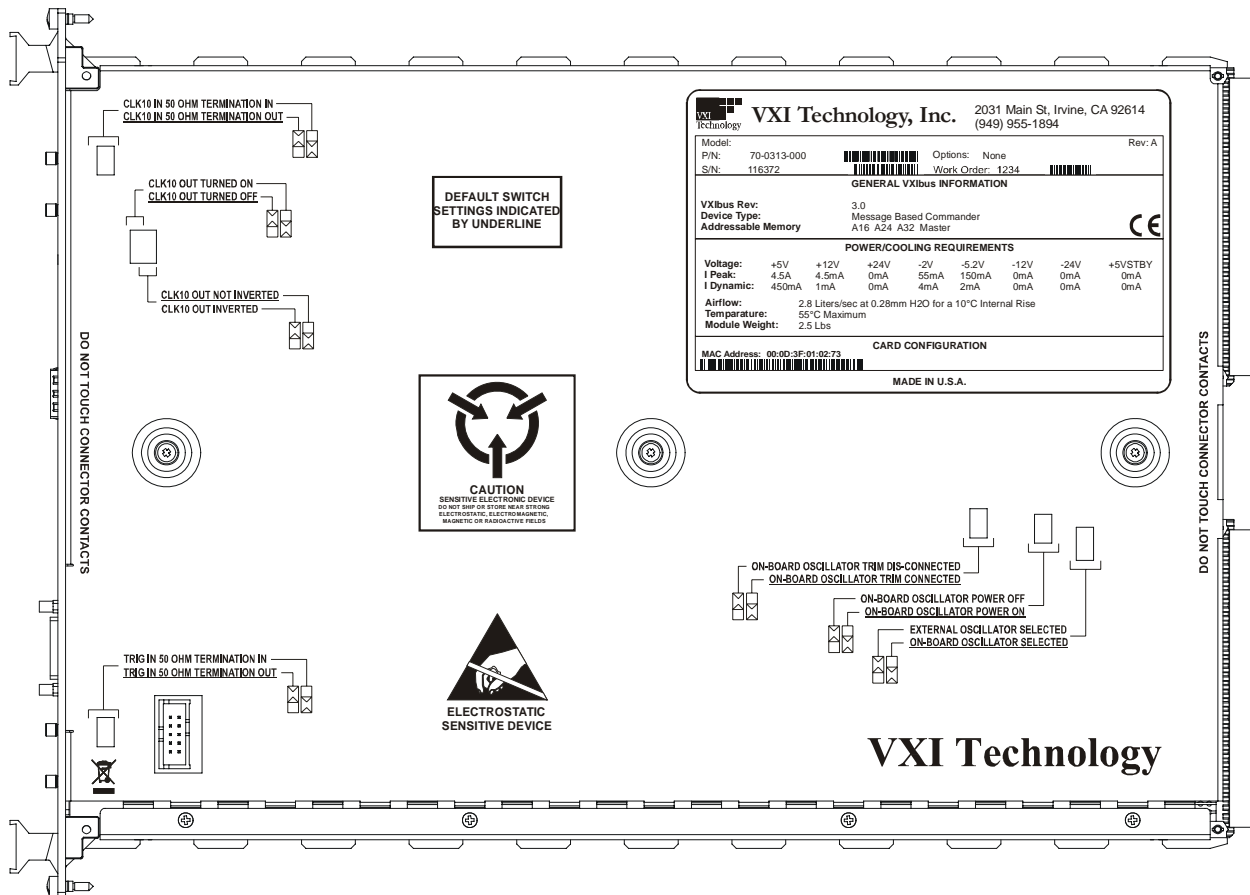 CLK10 IN 50 OHM TERMINATION IN
CLK10 IN 50 OHM TERMINATION OUT
CLK10 OUT TURNED ON
CLK10 OUT TURNED OFF
CLK10 OUT NOT INVERTED
CLK10 OUT INVERTED
DO NOT TOUCH CONNECTOR CONTACTS
TRIG IN 50 OHM TERMINATION IN
TRIG IN 50 OHM TERMINATION OUT
DEFAULT SWITCH
SETTINGS INDICATED
BY UNDERLINE
CAUTION
SENSITIVE ELECTRONIC DEVICE
DO NOT SHIP OR STORE NEAR STRONG
ELECTROSTATIC, ELECTROMAGNETIC,
MAGNETIC OR RADIOACTIVE FIELDS
ELECTROSTATIC
SENSITIVE DEVICE
VXI
Technology
VXI Technology, Inc.
2031 Main St, Irvine, CA 92614
(949) 955-1894
Model: Rev: A
P/N: 70-0313-000 Options: None
S/N: 116372 Work Order: 1234
GENERAL VXIbus INFORMATION
VXIbus Rev: 3.0
Device Type: Message Based Commander
Addressable Memory A16 A24 A32 Master
CE
POWER/COOLING REQUIREMENTS
Voltage: +5V +12V +24V -2V -5.2V -12V -24V +5VSTBY
I Peak: 4.5A 4.5mA 0mA 55mA 150mA 0mA 0mA 0mA
I Dynamic: 450mA 1mA 0mA 4mA 2mA 0mA 0mA 0mA
Airflow: 2.8 Liters/sec at 0.28mm H2O for a 10°C Internal Rise
Temparature: 55°C Maximum
Module Weight: 2.5 Lbs
CARD CONFIGURATION
MAC Address: 00:0D:3F:01:02:73
MADE IN U.S.A.
DO NOT TOUCH CONNECTOR CONTACTS
ON-BOARD OSCILLATOR TRIM DIS-CONNECTED
ON-BOARD OSCILLATOR TRIM CONNECTED
ON-BOARD OSCILLATOR POWER OFF
ON-BOARD OSCILLATOR POWER ON
EXTERNAL OSCILLATOR SELECTED
ON-BOARD OSCILLATOR SELECTED
VXI Technology